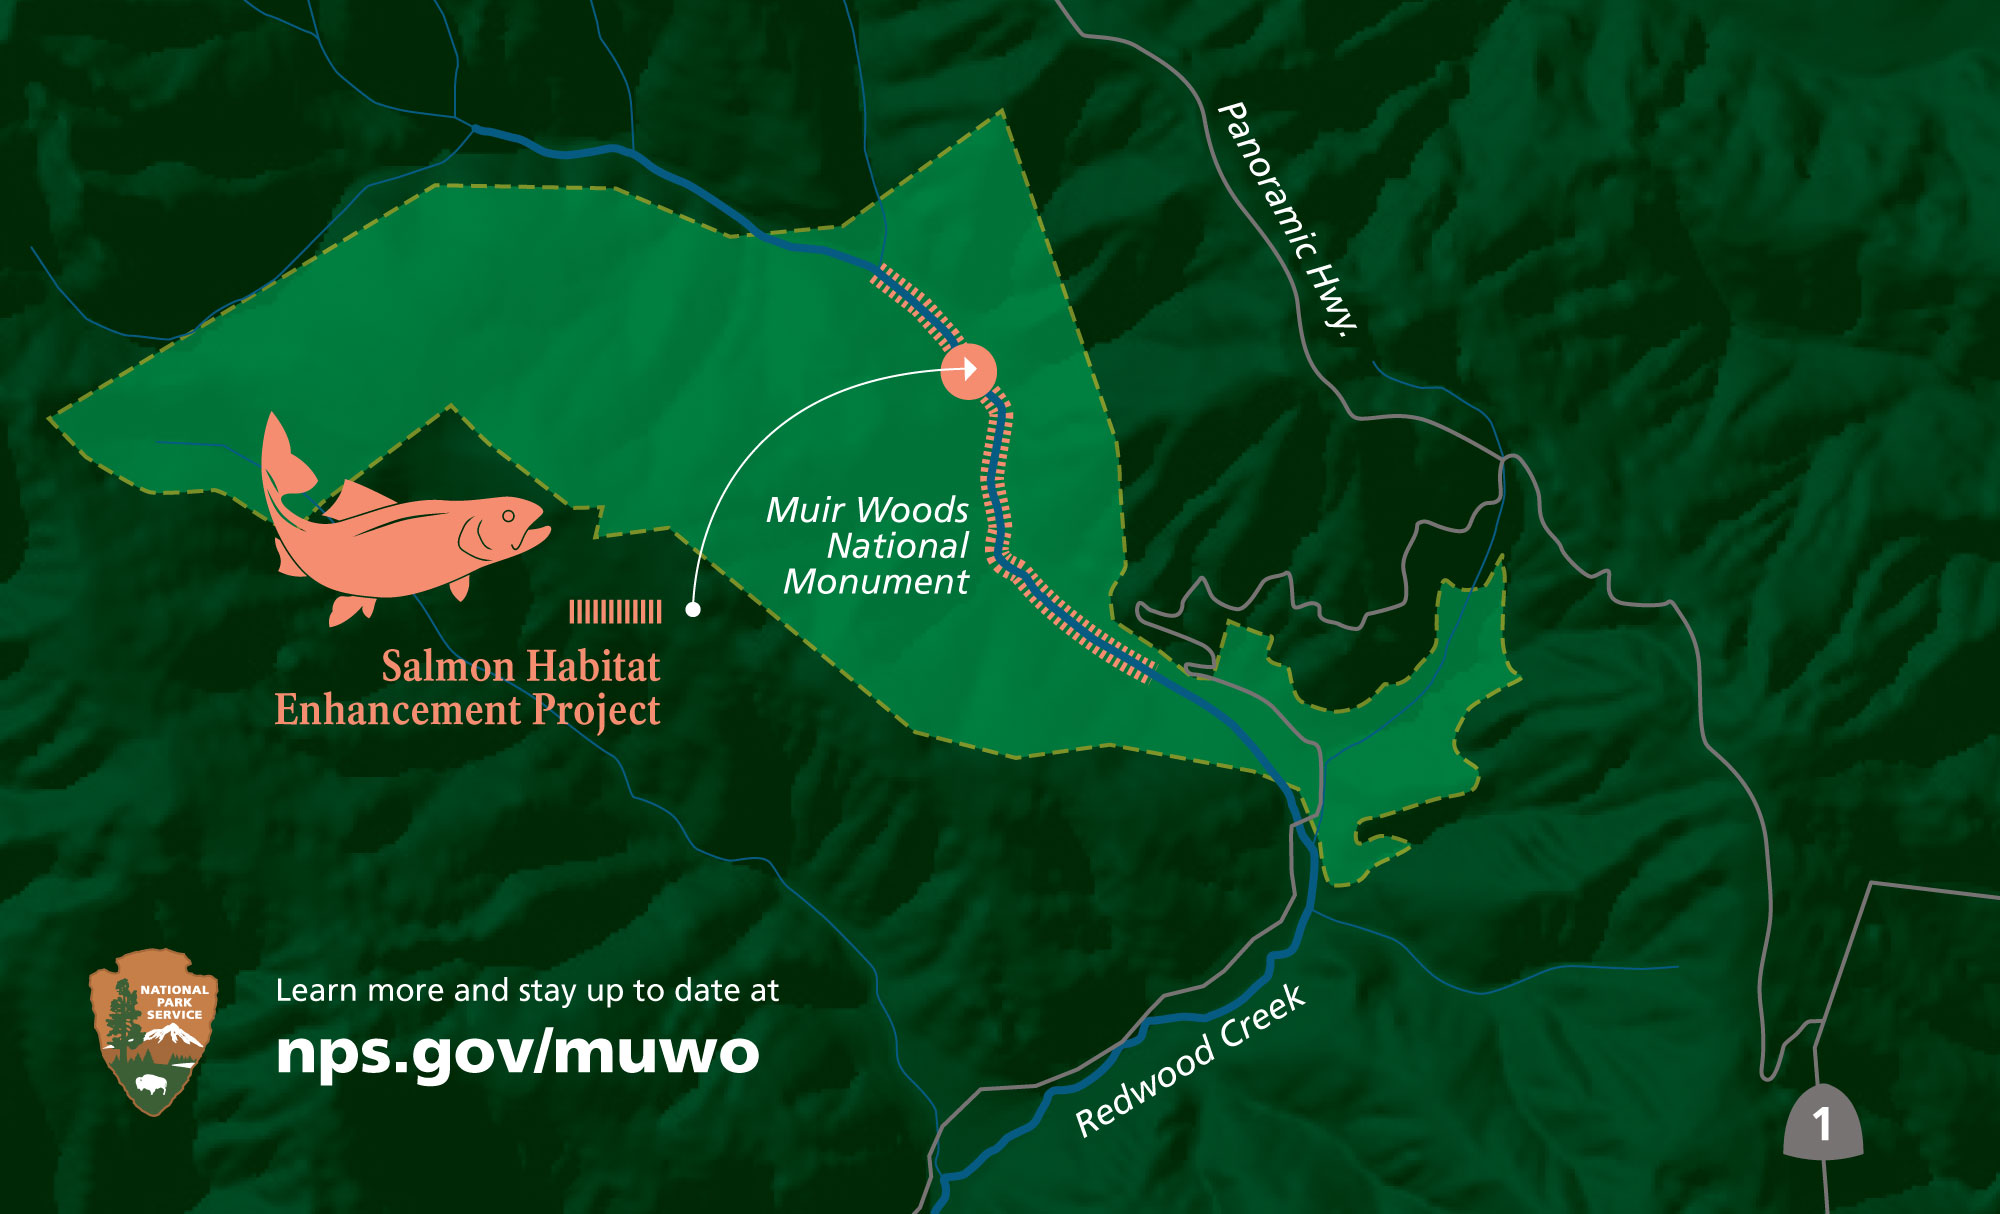 Panoramic Hwy.
Muir Woods
National
Monument
Salmon Habitat
Enhancement Project
NATIONAL
PARK
SERVICE
Learn more and stay up to date at
nps.gov/muwo
Redwood Creek
1